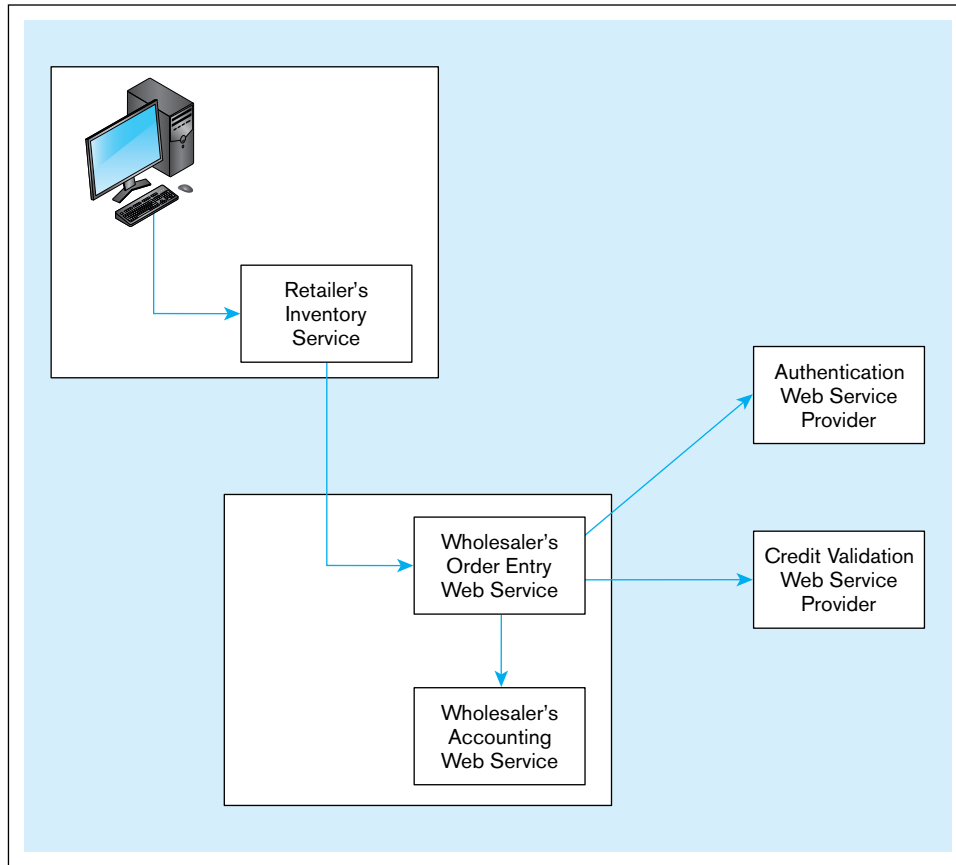 Retailer’s
Inventory
Service
Authentication
Web Service
Provider
Wholesaler’s
Order Entry
Web Service
Credit Validation
Web Service
Provider
Wholesaler’s
Accounting
Web Service